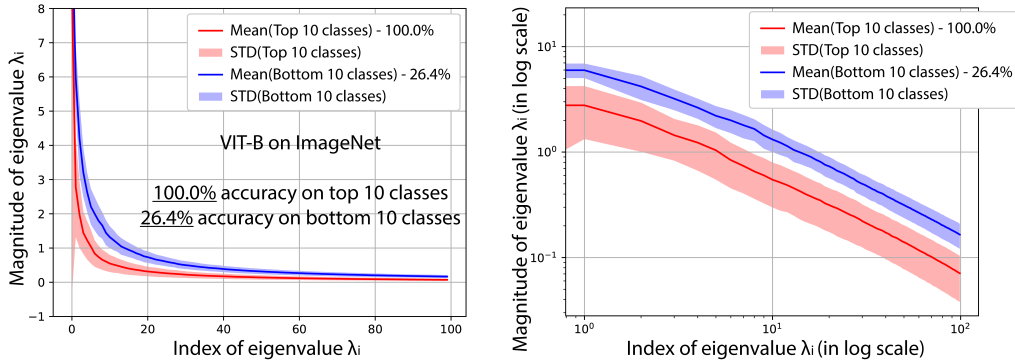 Magnitude of eigenvalue λi
8
7
6
5
4
3
2
1
0
−1
Mean(Top 10 classes) - 100.0%
STD(Top 10 classes)
Mean(Bottom 10 classes) - 26.4%
STD(Bottom 10 classes)
VIT-B on ImageNet
100.0% accuracy on top 10 classes
26.4% accuracy on bottom 10 classes
0 20 40 60 80 100
Index of eigenvalue λi
Magnitude of eigenvalue λi (in log scale)
10¹
10⁰
10⁻¹
Mean(Top 10 classes) - 100.0%
STD(Top 10 classes)
Mean(Bottom 10 classes) - 26.4%
STD(Bottom 10 classes)
10⁰ 10¹ 10²
Index of eigenvalue λi (in log scale)